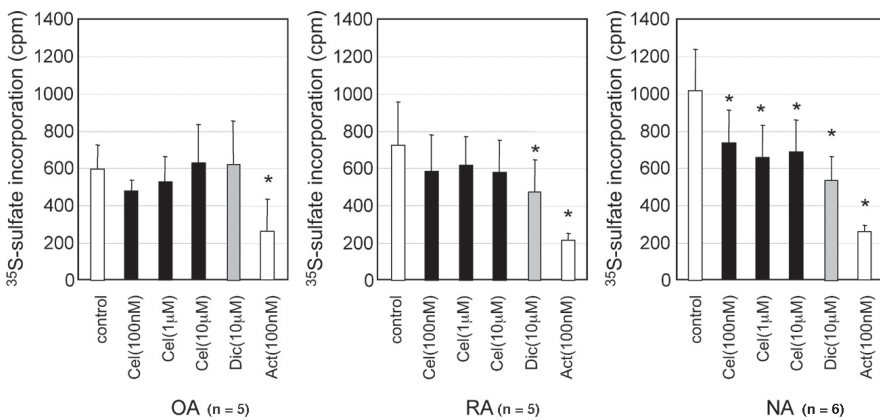 ³⁵S-sulfate incorporation (cpm)
1400
1200
1000
800
600
400
200
0
*
control
Cel(100nM)
Cel(1µM)
Cel(10µM)
Dic(10µM)
Act(100nM)
OA (n = 5)
³⁵S-sulfate incorporation (cpm)
1400
1200
1000
800
600
400
200
0
*
*
control
Cel(100nM)
Cel(1µM)
Cel(10µM)
Dic(10µM)
Act(100nM)
RA (n = 5)
³⁵S-sulfate incorporation (cpm)
1400
1200
1000
800
600
400
200
0
*
*
*
*
*
control
Cel(100nM)
Cel(1µM)
Cel(10µM)
Dic(10µM)
Act(100nM)
NA (n = 6)